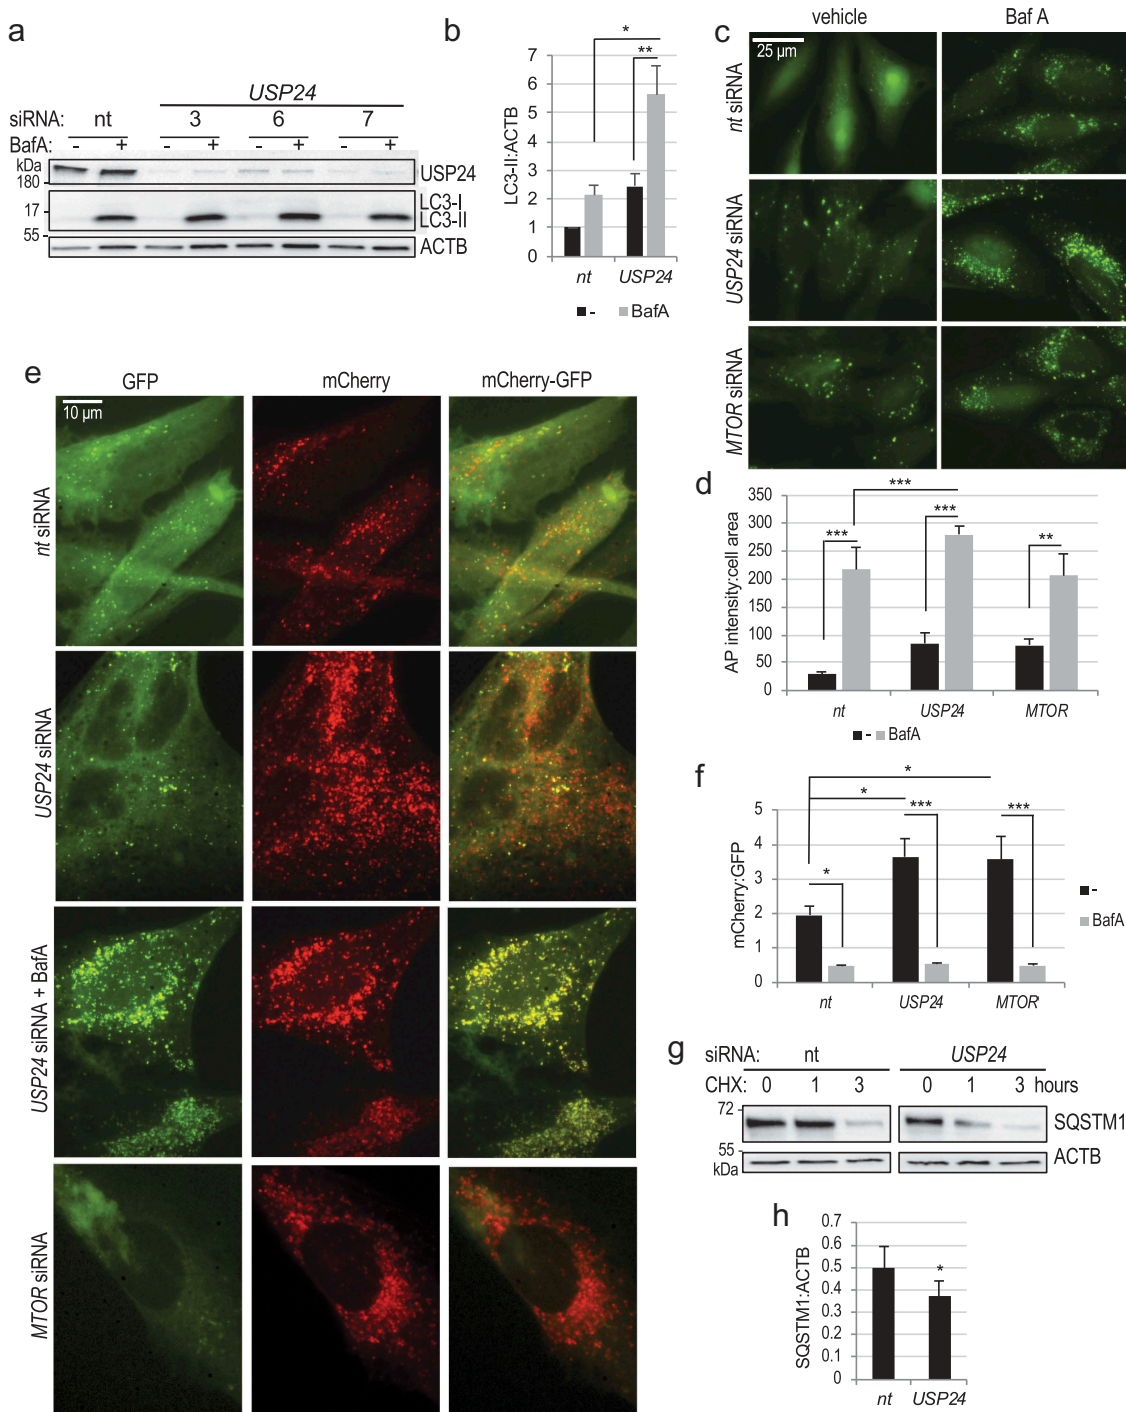 a
USP24
siRNA: nt 3 6 7
BafA: - + - + - + - +
kDa
180
USP24
17
LC3-I
LC3-II
55
ACTB
b
*
**
7
6
5
4
3
2
1
0
LC3-II:ACTB
nt USP24
- BafA
c
vehicle Baf A
25 µm
nt siRNA
USP24 siRNA
MTOR siRNA
d
*** *** *** **
350
300
250
200
150
100
50
0
AP intensity:cell area
nt USP24 MTOR
- BafA
e
GFP mCherry mCherry-GFP
10 µm
nt siRNA
USP24 siRNA
USP24 siRNA + BafA
MTOR siRNA
f
*
* *** ***
*
5
4
3
2
1
0
mCherry:GFP
-
BafA
nt USP24 MTOR
g
siRNA: nt USP24
CHX: 0 1 3 0 1 3 hours
72
SQSTM1
55
kDa
ACTB
h
0.7
0.6
0.5
0.4
0.3
0.2
0.1
0
SQSTM1:ACTB
*
nt USP24